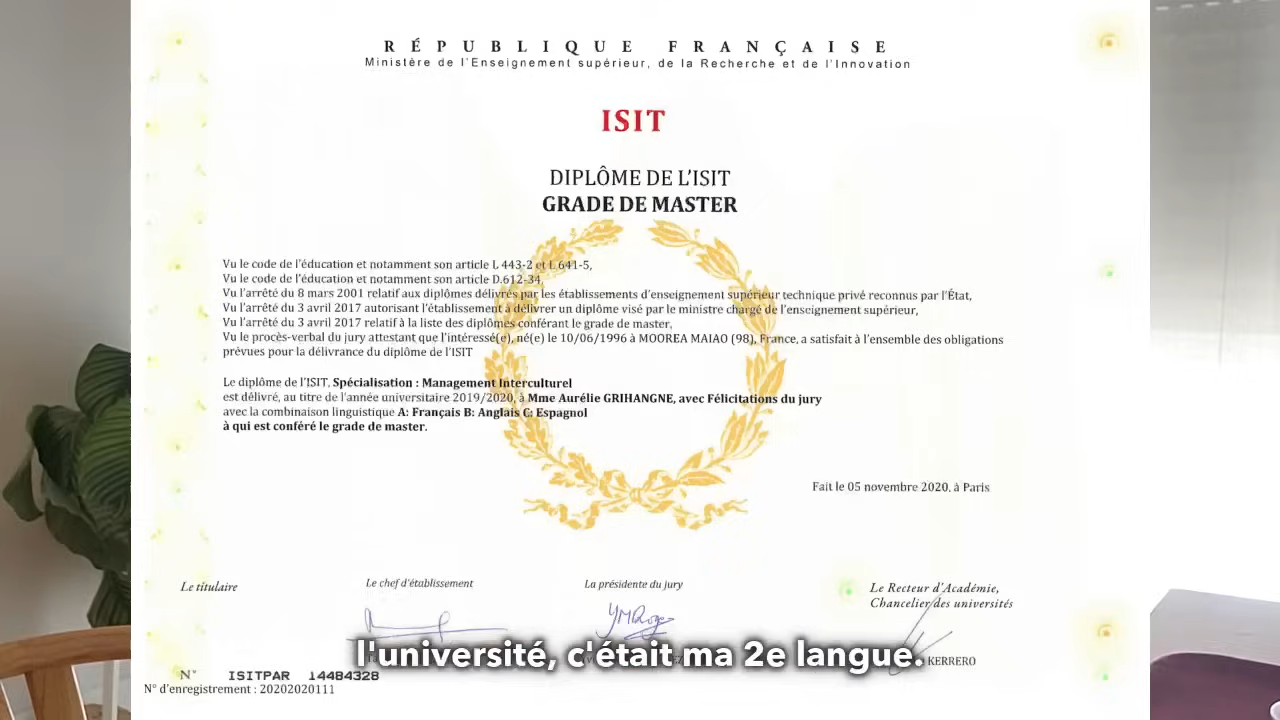 RÉPUBLIQUE FRANÇAISE
Ministère de l'Enseignement supérieur, de la Recherche et de l'Innovation
ISIT
DIPLÔME DE L'ISIT
GRADE DE MASTER
Vu le code de l'éducation et notamment son article L 443-2 et L 641-5,
Vu le code de l'éducation et notamment son article D.612-34,
Vu l'arrêté du 8 mars 2001 relatif aux diplômes délivrés par les établissements d'enseignement supérieur technique privé reconnus par l'État,
Vu l'arrêté du 3 avril 2017 autorisant l'établissement à délivrer un diplôme visé par le ministre chargé de l'enseignement supérieur,
Vu l'arrêté du 3 avril 2017 relatif à la liste des diplômes conférant le grade de master,
Vu le procès-verbal du jury attestant que l'intéressé(e), né(e) le 10/06/1996 à MOOREA MAIAO (98), France, a satisfait à l'ensemble des obligations
prévues pour la délivrance du diplôme de l'ISIT
Le diplôme de l'ISIT, Spécialisation : Management Interculturel
est délivré, au titre de l'année universitaire 2019/2020, à Mme Aurélie GRIHANGNE, avec Félicitations du jury
avec la combinaison linguistique A: Français B: Anglais C: Espagnol
à qui est conféré le grade de master.
Fait le 05 novembre 2020, à Paris
Le titulaire
Le chef d'établissement
La présidente du jury
Le Recteur d'Académie,
Chancelier des universités
KERRERO
l'université, c'était ma 2e langue.
N° ISITPAR 14484328
N° d'enregistrement : 20202020111